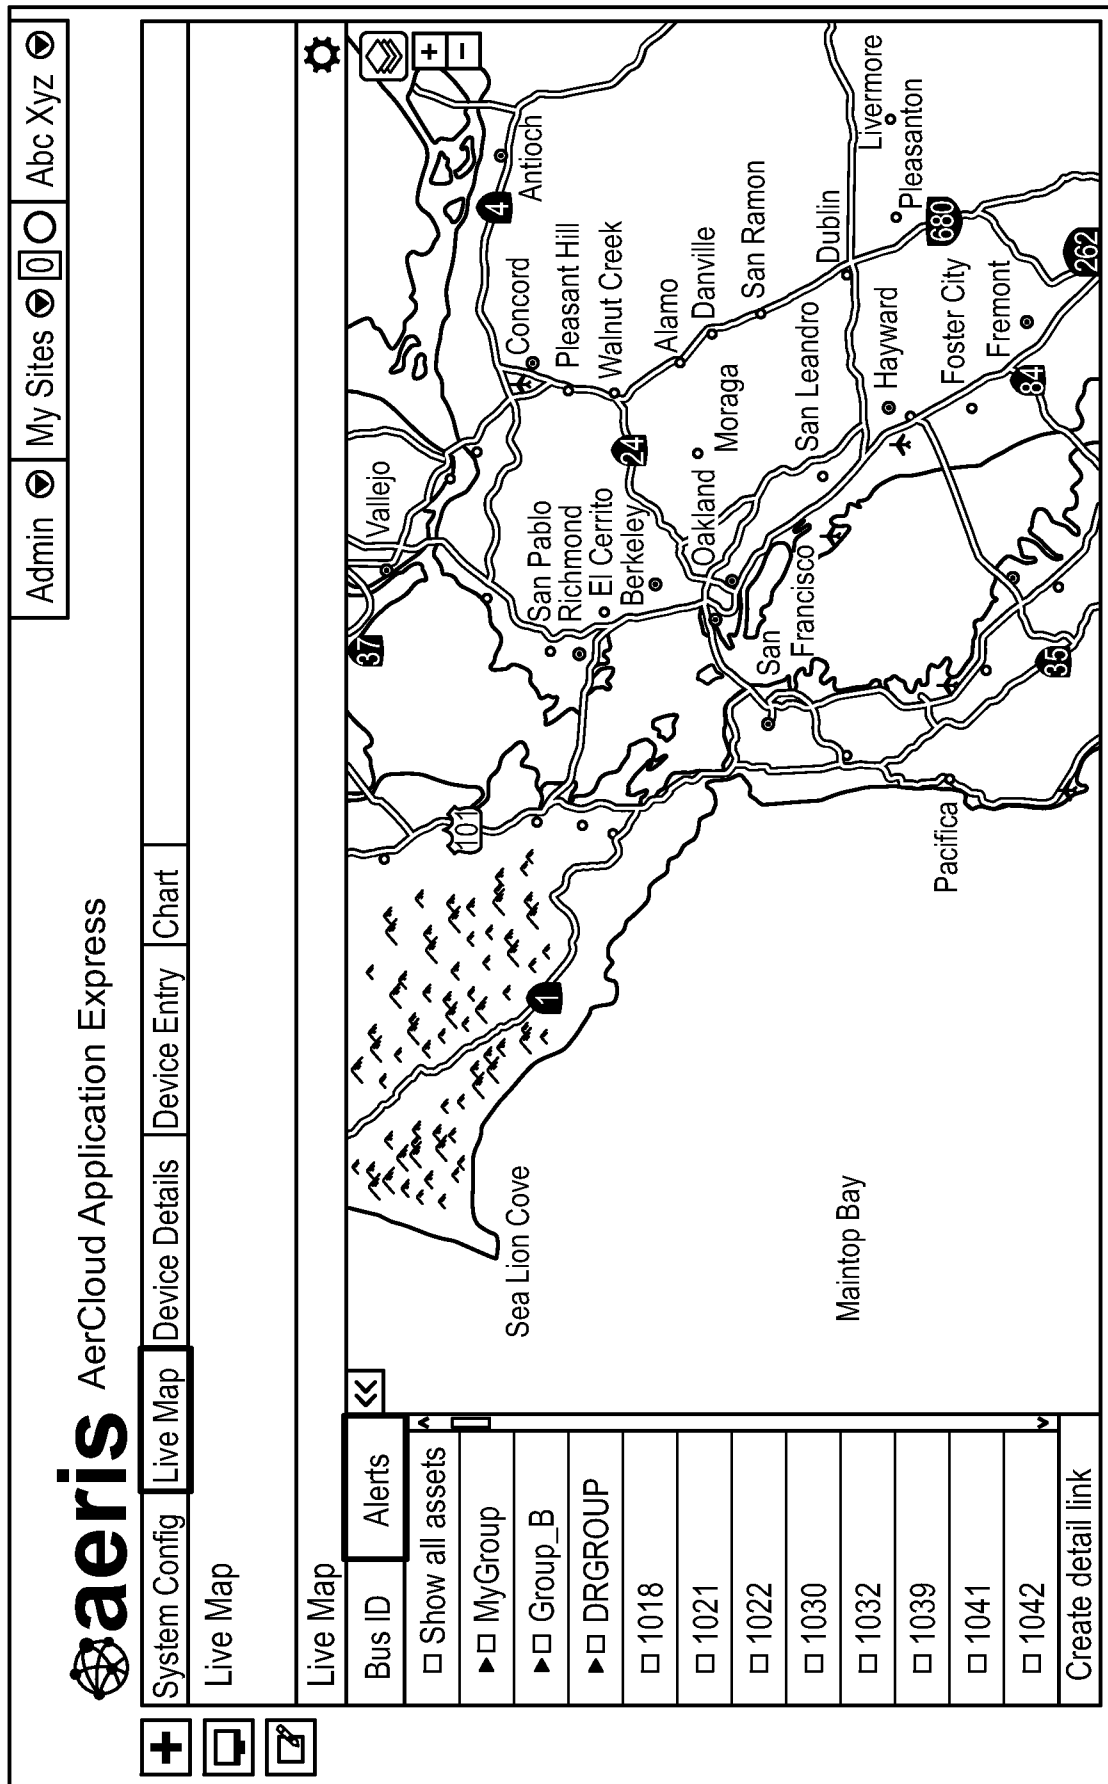 Admin
My Sites
0
Abc Xyz
aeris AerCloud Application Express
System Config
Live Map
Device Details
Device Entry
Chart
Live Map
Live Map
Bus ID
Alerts
Show all assets
MyGroup
Group_B
DRGROUP
1018
1021
1022
1030
1032
1039
1041
1042
Create detail link
+
-
37
Vallejo
101
4
Antioch
Concord
Pleasant Hill
Walnut Creek
San Pablo
Richmond
El Cerrito
Berkeley
24
Alamo
Danville
San Ramon
Moraga
Oakland
1
Sea Lion Cove
San
Francisco
San Leandro
Dublin
Livermore
Pleasanton
Hayward
680
Foster City
Fremont
262
84
35
Pacifica
Maintop Bay